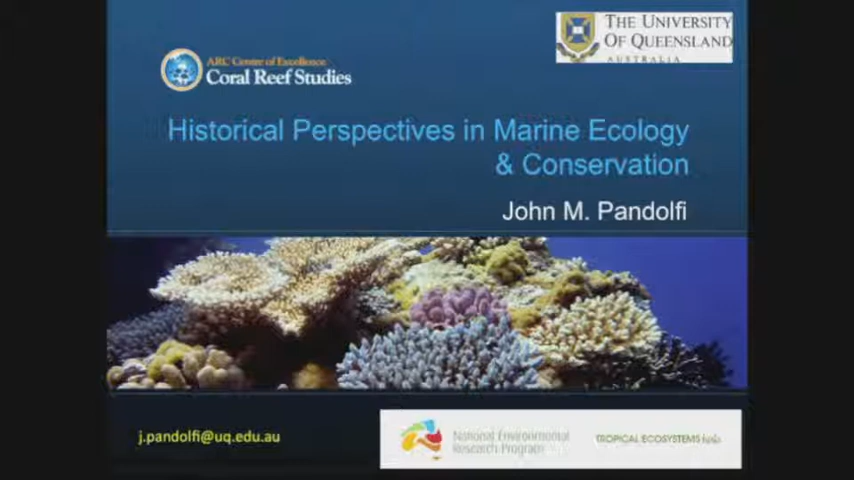 THE UNIVERSITY
OF QUEENSLAND
AUSTRALIA
ARC Centre of Excellence
Coral Reef Studies
Historical Perspectives in Marine Ecology
& Conservation
John M. Pandolfi
j.pandolfi@uq.edu.au
National Environmental
Research Program
TROPICAL ECOSYSTEMS hub